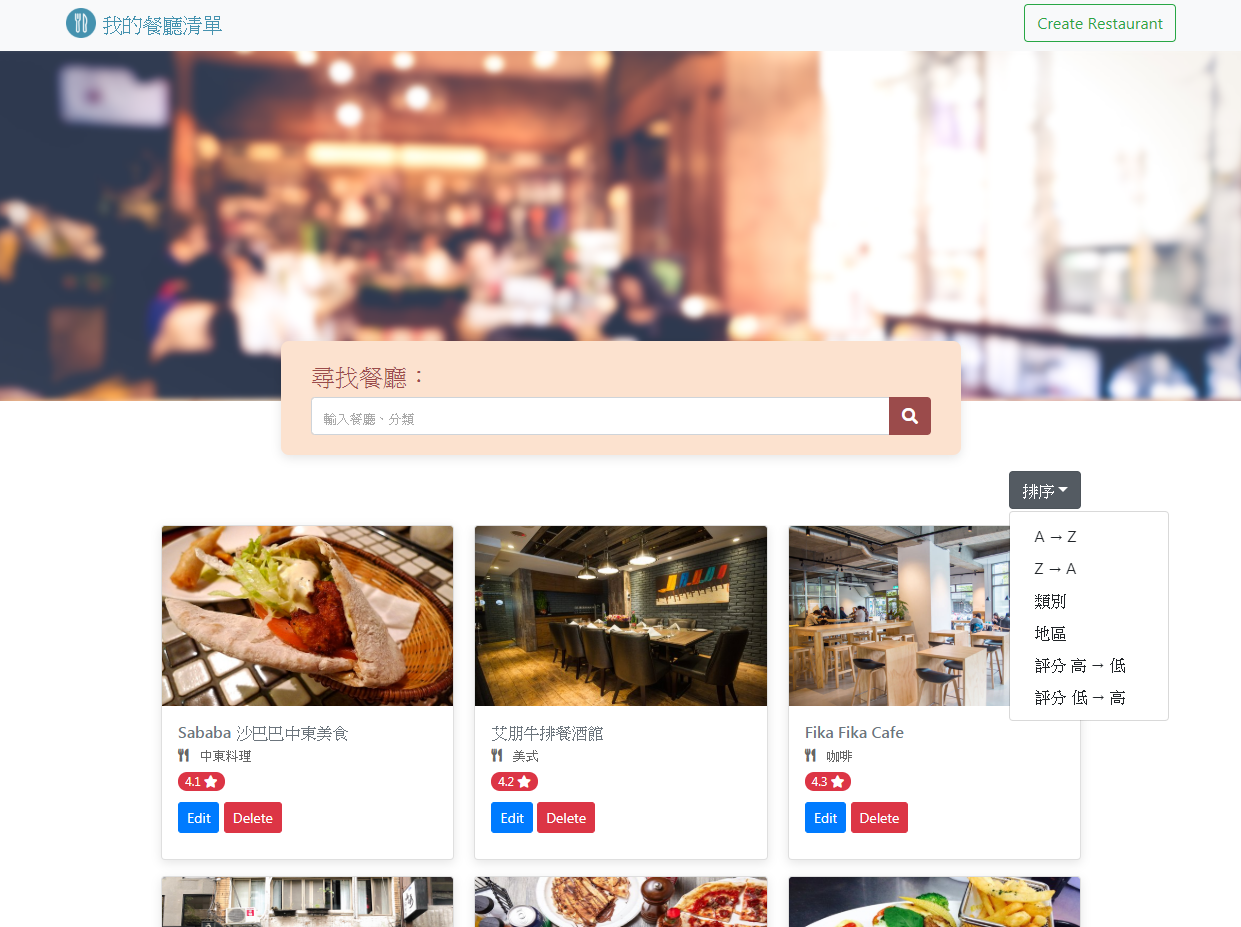 我的餐廳清單
Create Restaurant
尋找餐廳：
輸入餐廳、分類
排序
A → Z
Z → A
類別
地區
評分 高 → 低
評分 低 → 高
Sababa 沙巴巴中東美食
中東料理
4.1
Edit Delete
艾朋牛排餐酒館
美式
4.2
Edit Delete
Fika Fika Cafe
咖啡
4.3
Edit Delete